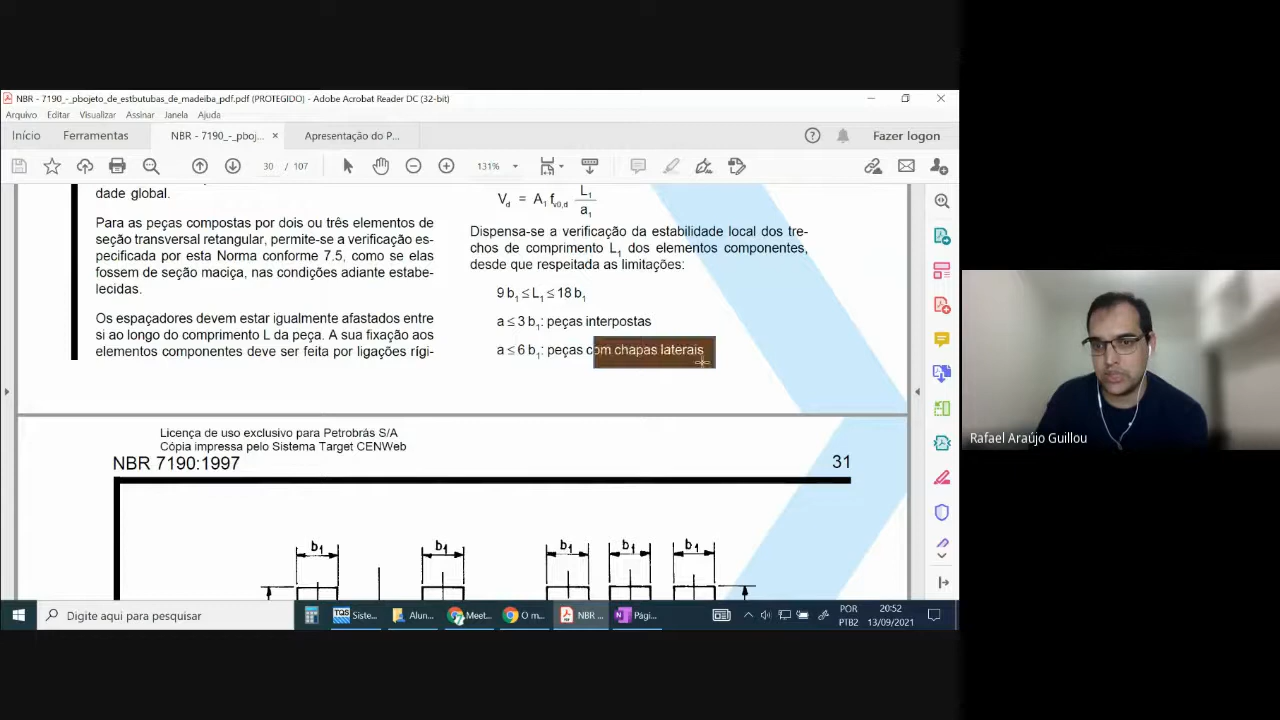 NBR - 7190_-_pbojeto_de_estbutubas_de_madeiba_pdf.pdf (PROTEGIDO) - Adobe Acrobat Reader DC (32-bit)
Arquivo Editar Visualizar Assinar Janela Ajuda
Início Ferramentas NBR - 7190_-_pboj... × Apresentação do P... Fazer logon
30 / 107 131%
dade global.
Para as peças compostas por dois ou três elementos de
seção transversal retangular, permite-se a verificação es-
pecificada por esta Norma conforme 7.5, como se elas
fossem de seção maciça, nas condições adiante estabe-
lecidas.
Os espaçadores devem estar igualmente afastados entre
si ao longo do comprimento L da peça. A sua fixação aos
elementos componentes deve ser feita por ligações rígi-
V_d = A_1 f_v0,d L_1 / a_1
Dispensa-se a verificação da estabilidade local dos tre-
chos de comprimento L_1 dos elementos componentes,
desde que respeitada as limitações:
9 b_1 ≤ L_1 ≤ 18 b_1
a ≤ 3 b_1: peças interpostas
a ≤ 6 b_1: peças com chapas laterais
Licença de uso exclusivo para Petrobrás S/A
Cópia impressa pelo Sistema Target CENWeb
NBR 7190:1997 31
b_1 b_1 b_1 b_1 b_1
Rafael Araújo Guillou
Digite aqui para pesquisar Siste... Alun... Meet... O m... NBR ... Pági... POR 20:52
PTB2 13/09/2021